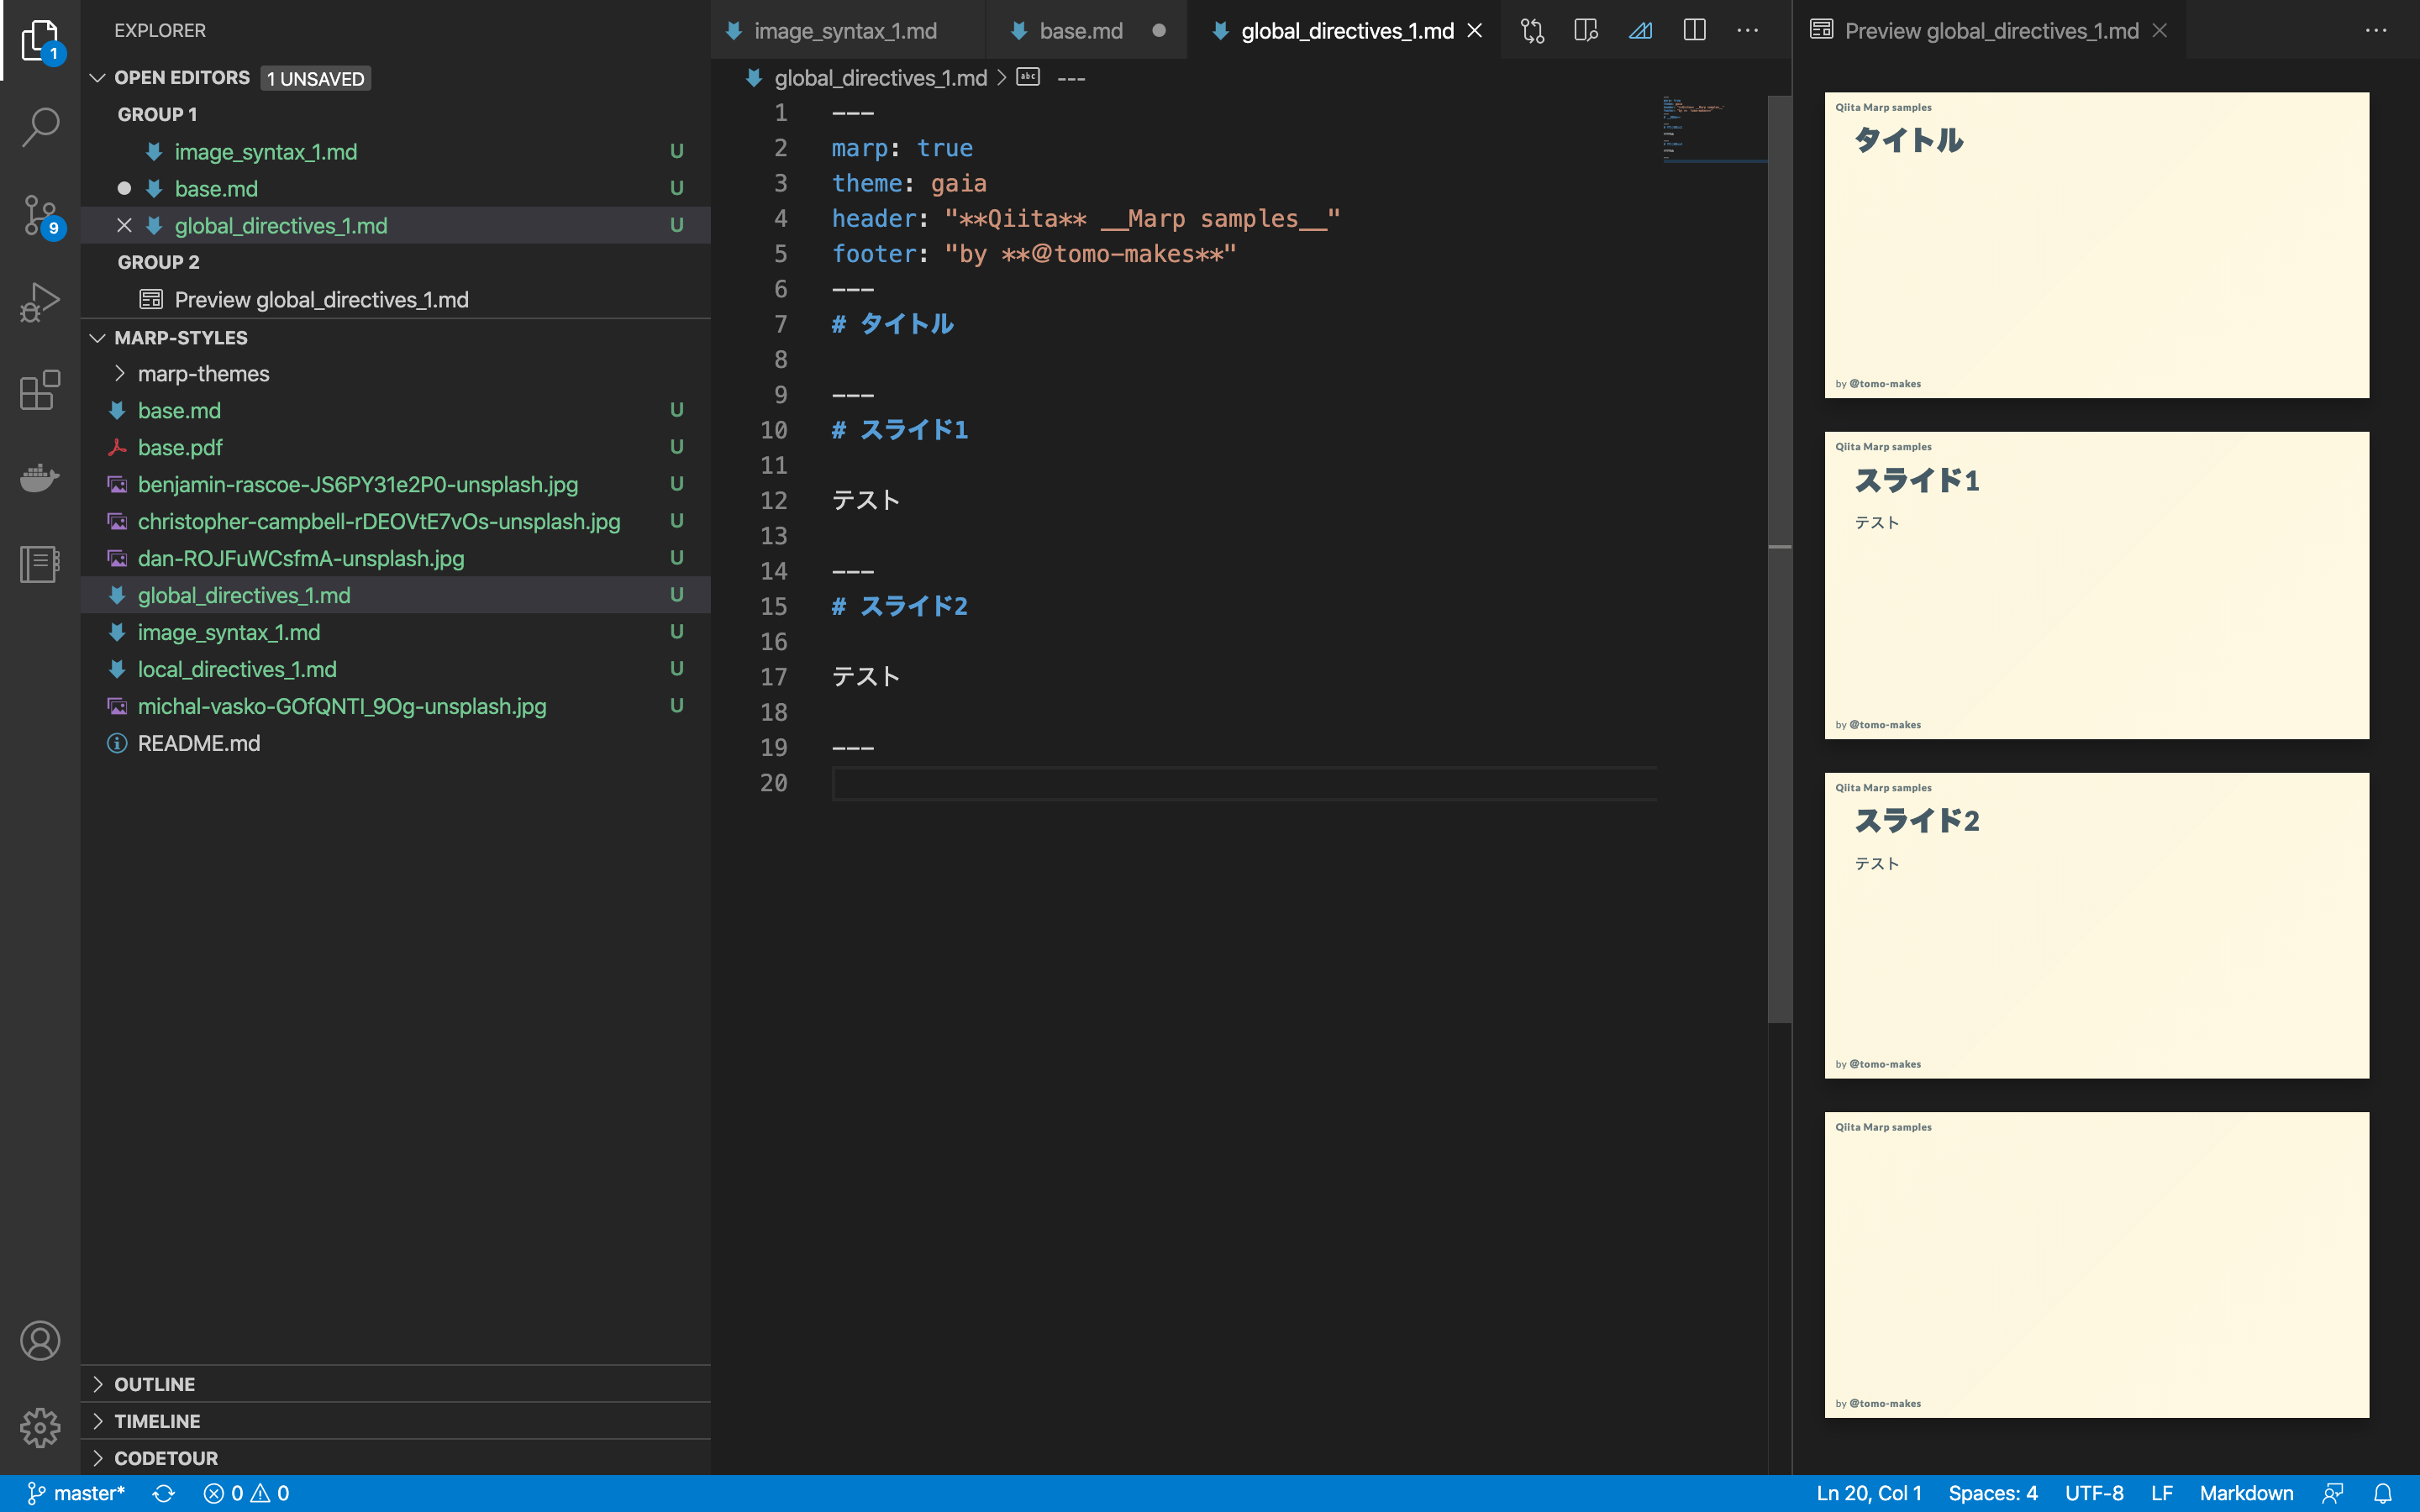 EXPLORER
OPEN EDITORS 1 UNSAVED
GROUP 1
image_syntax_1.md U
base.md U
global_directives_1.md U
GROUP 2
Preview global_directives_1.md
MARP-STYLES
marp-themes
base.md U
base.pdf U
benjamin-rascoe-JS6PY31e2P0-unsplash.jpg U
christopher-campbell-rDEOVtE7vOs-unsplash.jpg U
dan-ROJFuWCsfmA-unsplash.jpg U
global_directives_1.md U
image_syntax_1.md U
local_directives_1.md U
michal-vasko-GOfQNTI_9Og-unsplash.jpg U
README.md
OUTLINE
TIMELINE
CODETOUR
1
9
image_syntax_1.md base.md global_directives_1.md
global_directives_1.md abc ---
1 ---
2 marp: true
3 theme: gaia
4 header: "**Qiita** __Marp samples__"
5 footer: "by **@tomo-makes**"
6 ---
7 # タイトル
8
9 ---
10 # スライド1
11
12 テスト
13
14 ---
15 # スライド2
16
17 テスト
18
19 ---
20
Preview global_directives_1.md
Qiita Marp samples
タイトル
by @tomo-makes
Qiita Marp samples
スライド1
テスト
by @tomo-makes
Qiita Marp samples
スライド2
テスト
by @tomo-makes
Qiita Marp samples
by @tomo-makes
master* 0 0 Ln 20, Col 1 Spaces: 4 UTF-8 LF Markdown